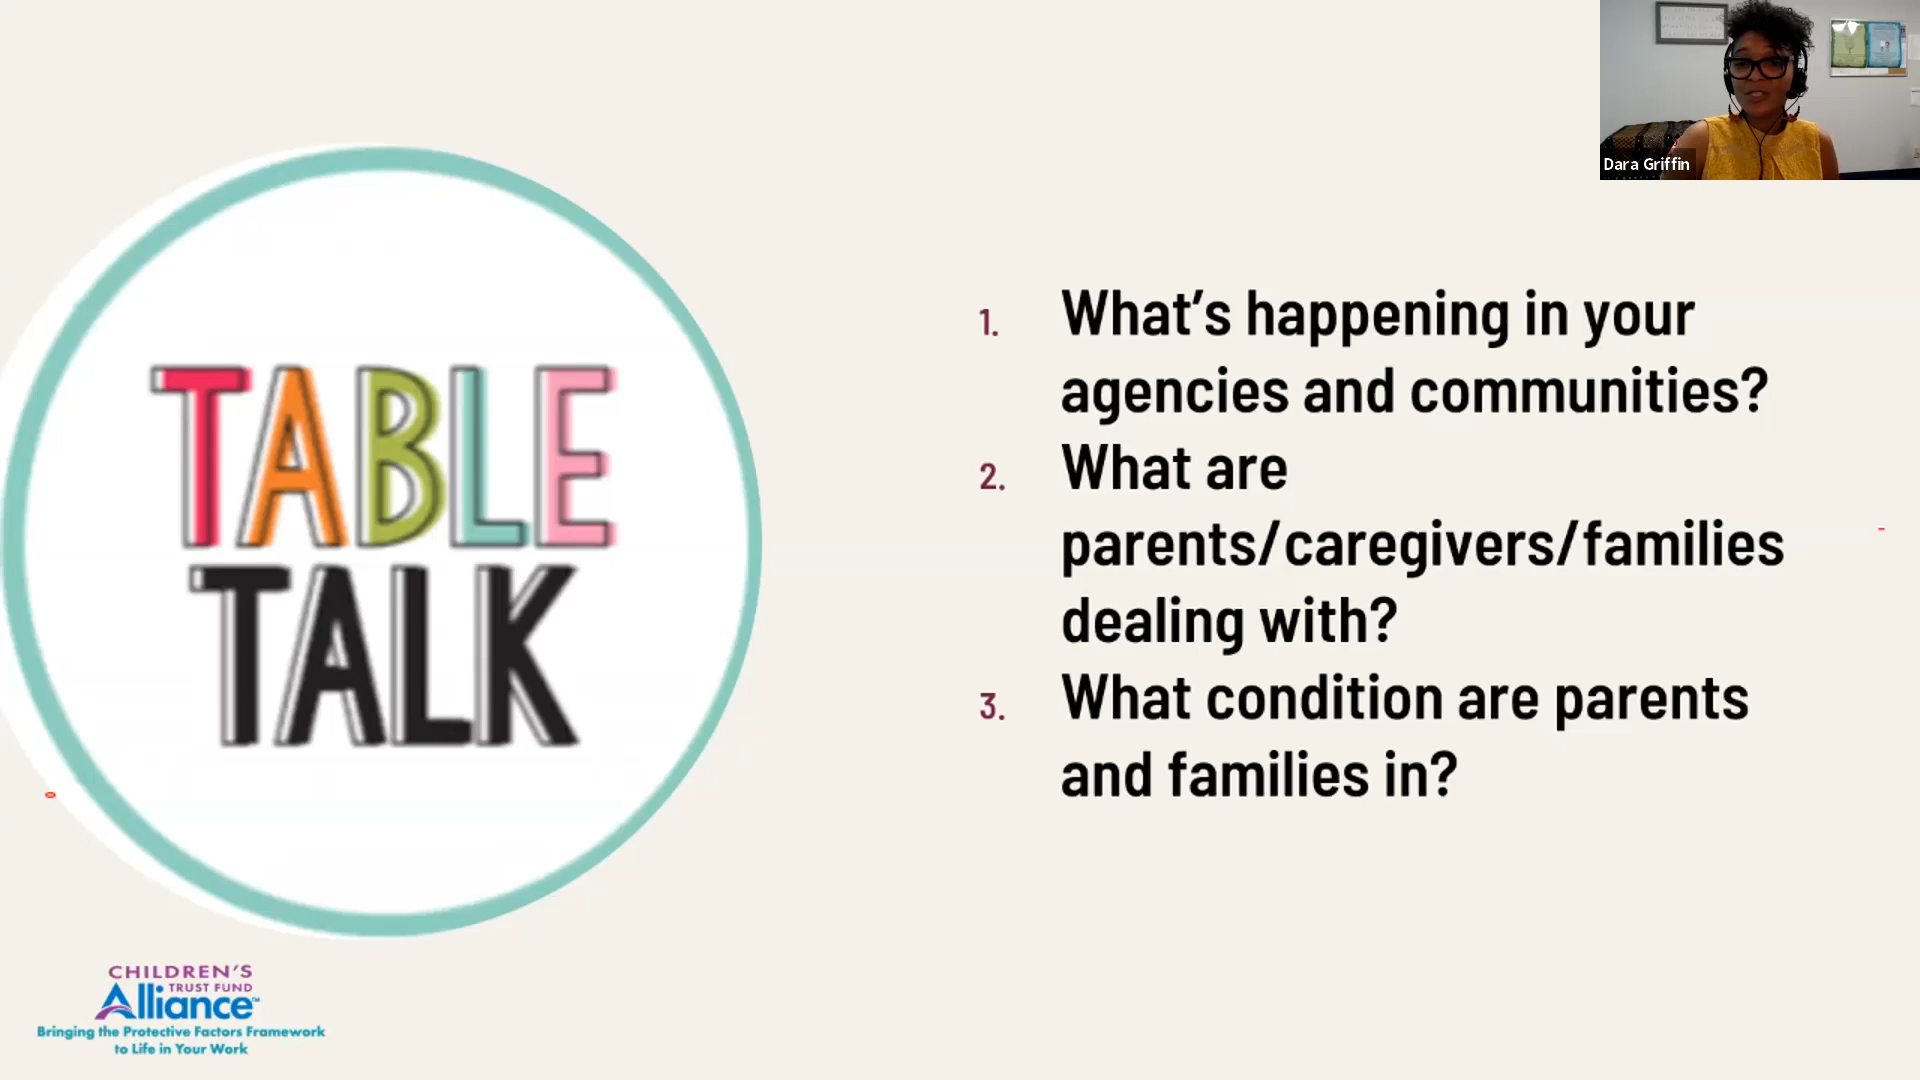 Dara Griffin
TABLE
TALK
1. What’s happening in your
agencies and communities?
2. What are
parents/caregivers/families
dealing with?
3. What condition are parents
and families in?
CHILDREN'S
TRUST FUND
Alliance™
Bringing the Protective Factors Framework
to Life in Your Work